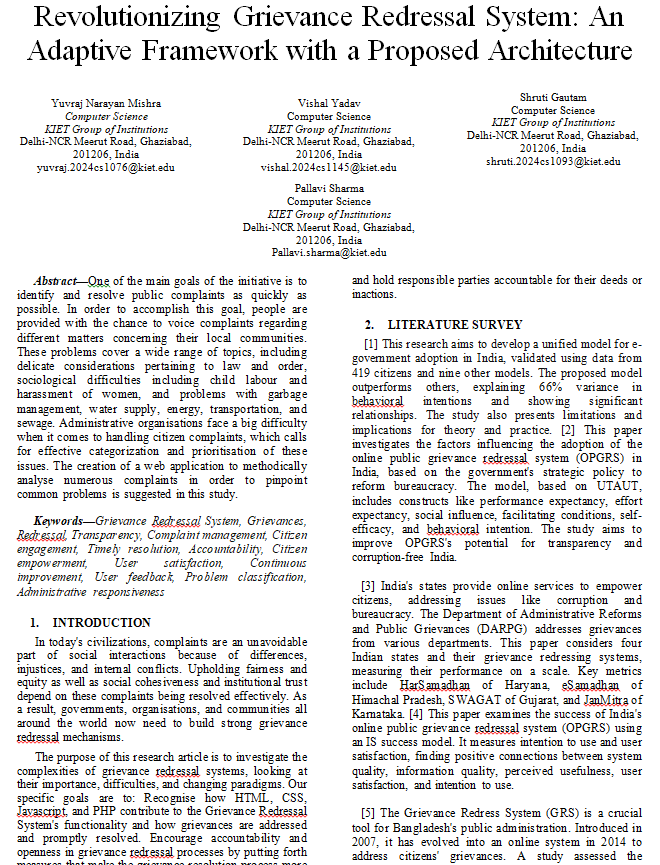 Revolutionizing Grievance Redressal System: An
Adaptive Framework with a Proposed Architecture
Yuvraj Narayan Mishra
Computer Science
KIET Group of Institutions
Delhi-NCR Meerut Road, Ghaziabad,
201206, India
yuvraj.2024cs1076@kiet.edu
Vishal Yadav
Computer Science
KIET Group of Institutions
Delhi-NCR Meerut Road, Ghaziabad,
201206, India
vishal.2024cs1145@kiet.edu
Shruti Gautam
Computer Science
KIET Group of Institutions
Delhi-NCR Meerut Road, Ghaziabad,
201206, India
shruti.2024cs1093@kiet.edu
Pallavi Sharma
Computer Science
KIET Group of Institutions
Delhi-NCR Meerut Road, Ghaziabad,
201206, India
Pallavi.sharma@kiet.edu
Abstract—One of the main goals of the initiative is to
identify and resolve public complaints as quickly as
possible. In order to accomplish this goal, people are
provided with the chance to voice complaints regarding
different matters concerning their local communities.
These problems cover a wide range of topics, including
delicate considerations pertaining to law and order,
sociological difficulties including child labour and
harassment of women, and problems with garbage
management, water supply, energy, transportation, and
sewage. Administrative organisations face a big difficulty
when it comes to handling citizen complaints, which calls
for effective categorization and prioritisation of these
issues. The creation of a web application to methodically
analyse numerous complaints in order to pinpoint
common problems is suggested in this study.
Keywords—Grievance Redressal System, Grievances,
Redressal, Transparency, Complaint management, Citizen
engagement, Timely resolution, Accountability, Citizen
empowerment, User satisfaction, Continuous
improvement, User feedback, Problem classification,
Administrative responsiveness
1. INTRODUCTION
In today's civilizations, complaints are an unavoidable
part of social interactions because of differences,
injustices, and internal conflicts. Upholding fairness and
equity as well as social cohesiveness and institutional trust
depend on these complaints being resolved effectively. As
a result, governments, organisations, and communities all
around the world now need to build strong grievance
redressal mechanisms.
The purpose of this research article is to investigate the
complexities of grievance redressal systems, looking at
their importance, difficulties, and changing paradigms. Our
specific goals are to: Recognise how HTML, CSS,
Javascript, and PHP contribute to the Grievance Redressal
System's functionality and how grievances are addressed
and promptly resolved. Encourage accountability and
openness in grievance redressal processes by putting forth
measures that make the grievance resolution process more
and hold responsible parties accountable for their deeds or
inactions.
2. LITERATURE SURVEY
[1] This research aims to develop a unified model for e-
government adoption in India, validated using data from
419 citizens and nine other models. The proposed model
outperforms others, explaining 66% variance in
behavioral intentions and showing significant
relationships. The study also presents limitations and
implications for theory and practice. [2] This paper
investigates the factors influencing the adoption of the
online public grievance redressal system (OPGRS) in
India, based on the government's strategic policy to
reform bureaucracy. The model, based on UTAUT,
includes constructs like performance expectancy, effort
expectancy, social influence, facilitating conditions, self-
efficacy, and behavioral intention. The study aims to
improve OPGRS's potential for transparency and
corruption-free India.
[3] India's states provide online services to empower
citizens, addressing issues like corruption and
bureaucracy. The Department of Administrative Reforms
and Public Grievances (DARPG) addresses grievances
from various departments. This paper considers four
Indian states and their grievance redressing systems,
measuring their performance on a scale. Key metrics
include HarSamadhan of Haryana, eSamadhan of
Himachal Pradesh, SWAGAT of Gujarat, and JanMitra of
Karnataka. [4] This paper examines the success of India's
online public grievance redressal system (OPGRS) using
an IS success model. It measures intention to use and user
satisfaction, finding positive connections between system
quality, information quality, perceived usefulness, user
satisfaction, and intention to use.
[5] The Grievance Redress System (GRS) is a crucial
tool for Bangladesh's public administration. Introduced in
2007, it has evolved into an online system in 2014 to
address citizens' grievances. A study assessed the